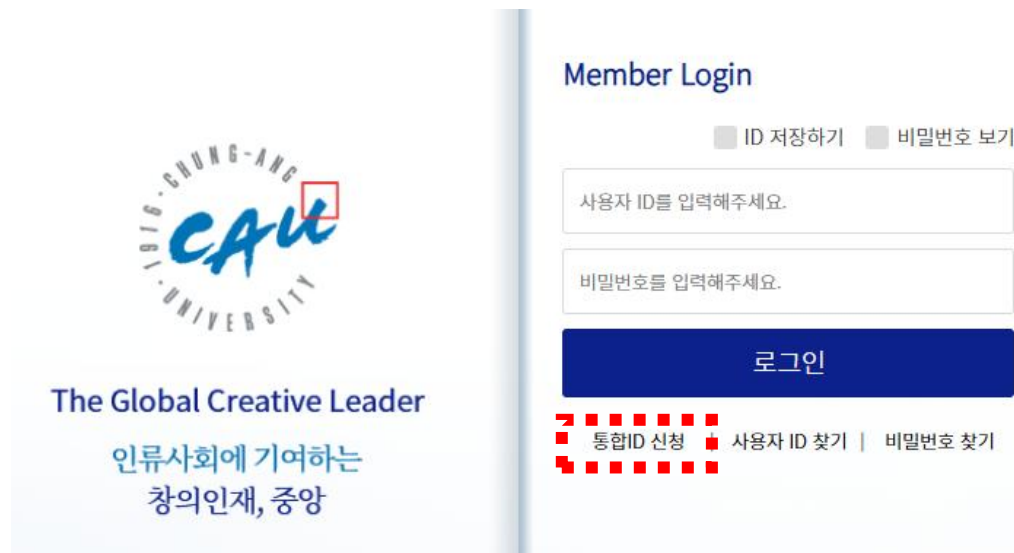 1916 · CHUNG-ANG
CAU
· UNIVERSITY
The Global Creative Leader
인류사회에 기여하는
창의인재, 중앙
Member Login
ID 저장하기 비밀번호 보기
사용자 ID를 입력해주세요.
비밀번호를 입력해주세요.
로그인
통합ID 신청 | 사용자 ID 찾기 | 비밀번호 찾기